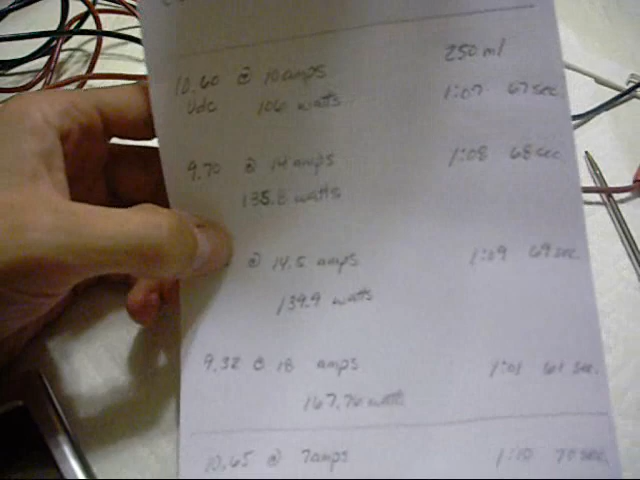 250 ml
10.60 @ 10 amps 1:07 67 sec.
Vdc 106 watts
9.70 @ 14 amps 1:08 68 sec.
135.8 watts
@ 14.5 amps 1:09 69 sec.
139.9 watts
9.32 @ 18 amps 1:01 61 sec.
167.76 watts
10.65 @ 7 amps 1:10 70 sec.